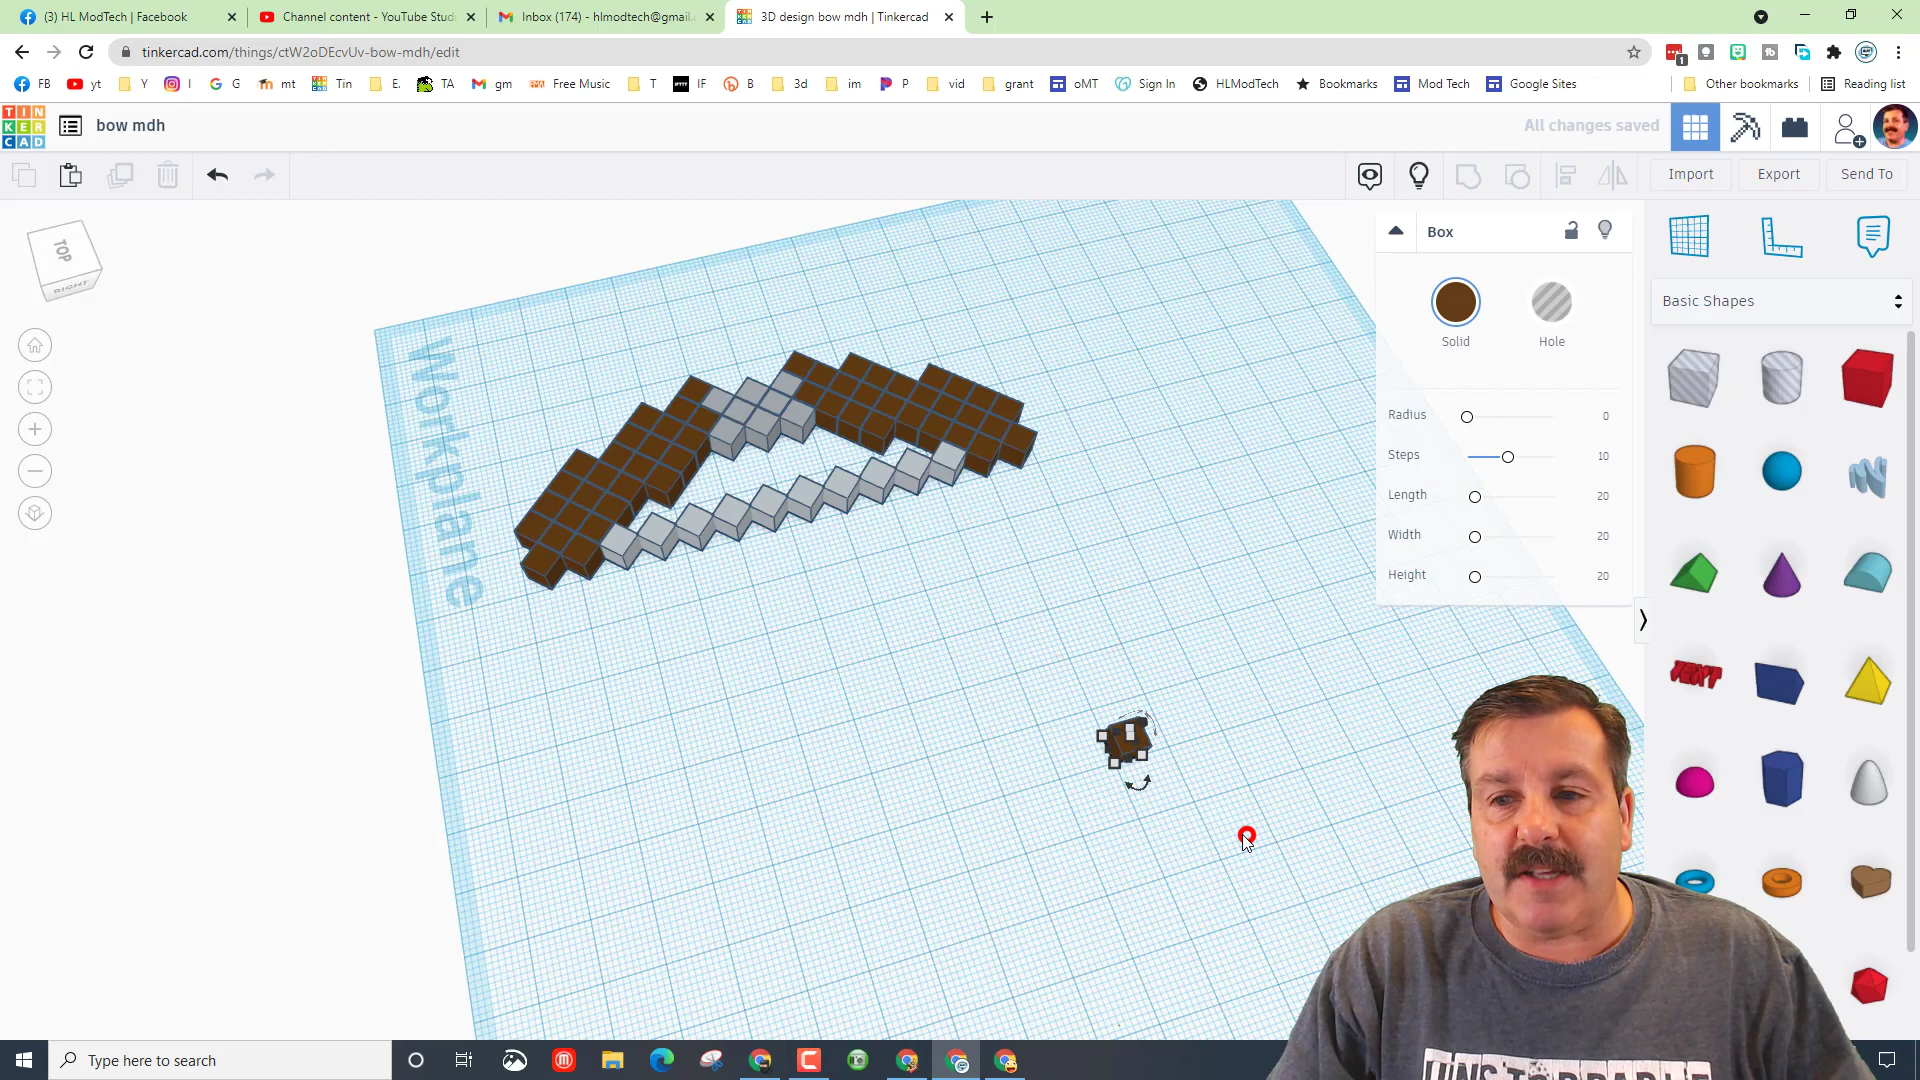 (3) HL ModTech | Facebook
Channel content - YouTube Studi
Inbox (174) - hlmodtech@gmail.
3D design bow mdh | Tinkercad
tinkercad.com/things/ctW2oDEcvUv-bow-mdh/edit
1
FB
yt
Y
I
G
mt
Tin
E.
TA
gm
Free Music
T
IF
B
3d
im
P
vid
grant
oMT
Sign In
HLModTech
Bookmarks
Mod Tech
Google Sites
Other bookmarks
Reading list
TIN
KER
CAD
bow mdh
All changes saved
Import
Export
Send To
TOP
RIGHT
Workplane
Box
Solid
Hole
Radius 0
Steps 10
Length 20
Width 20
Height 20
Basic Shapes
TEXT
Type here to search